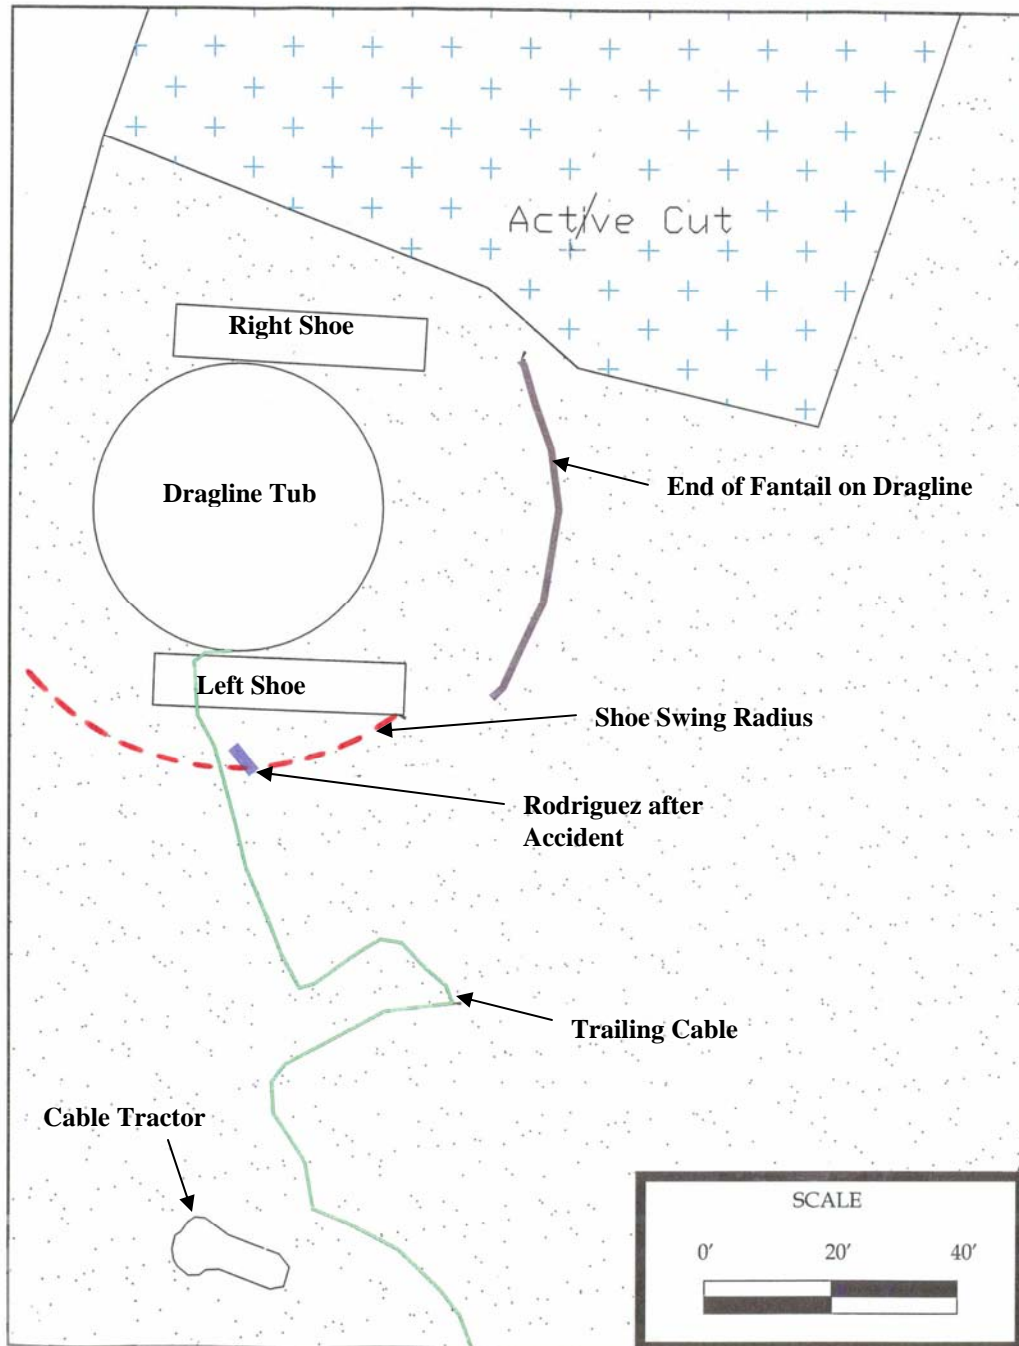 Active Cut
Right Shoe
Dragline Tub
End of Fantail on Dragline
Left Shoe
Shoe Swing Radius
Rodriguez after
Accident
Trailing Cable
Cable Tractor
SCALE
0' 20' 40'